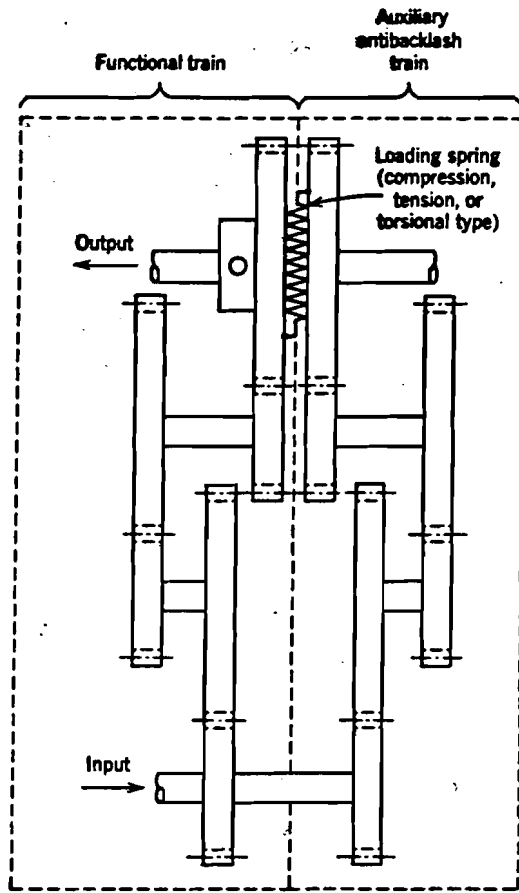 Auxiliary
antibacklash
train
Functional train
Loading spring
(compression,
tension, or
torsional type)
Output
Input